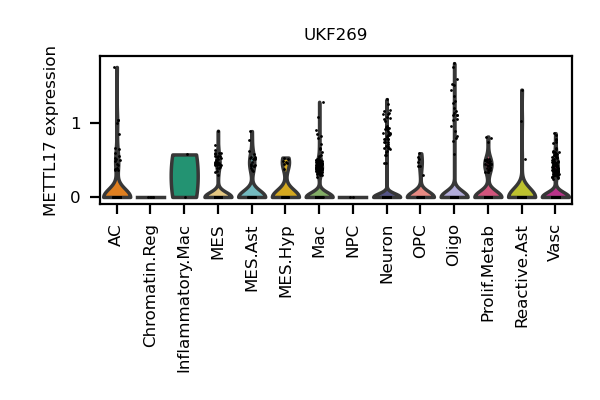 UKF269
METTL17 expression
1
0
AC
Chromatin.Reg
Inflammatory.Mac
MES
MES.Ast
MES.Hyp
Mac
NPC
Neuron
OPC
Oligo
Prolif.Metab
Reactive.Ast
Vasc